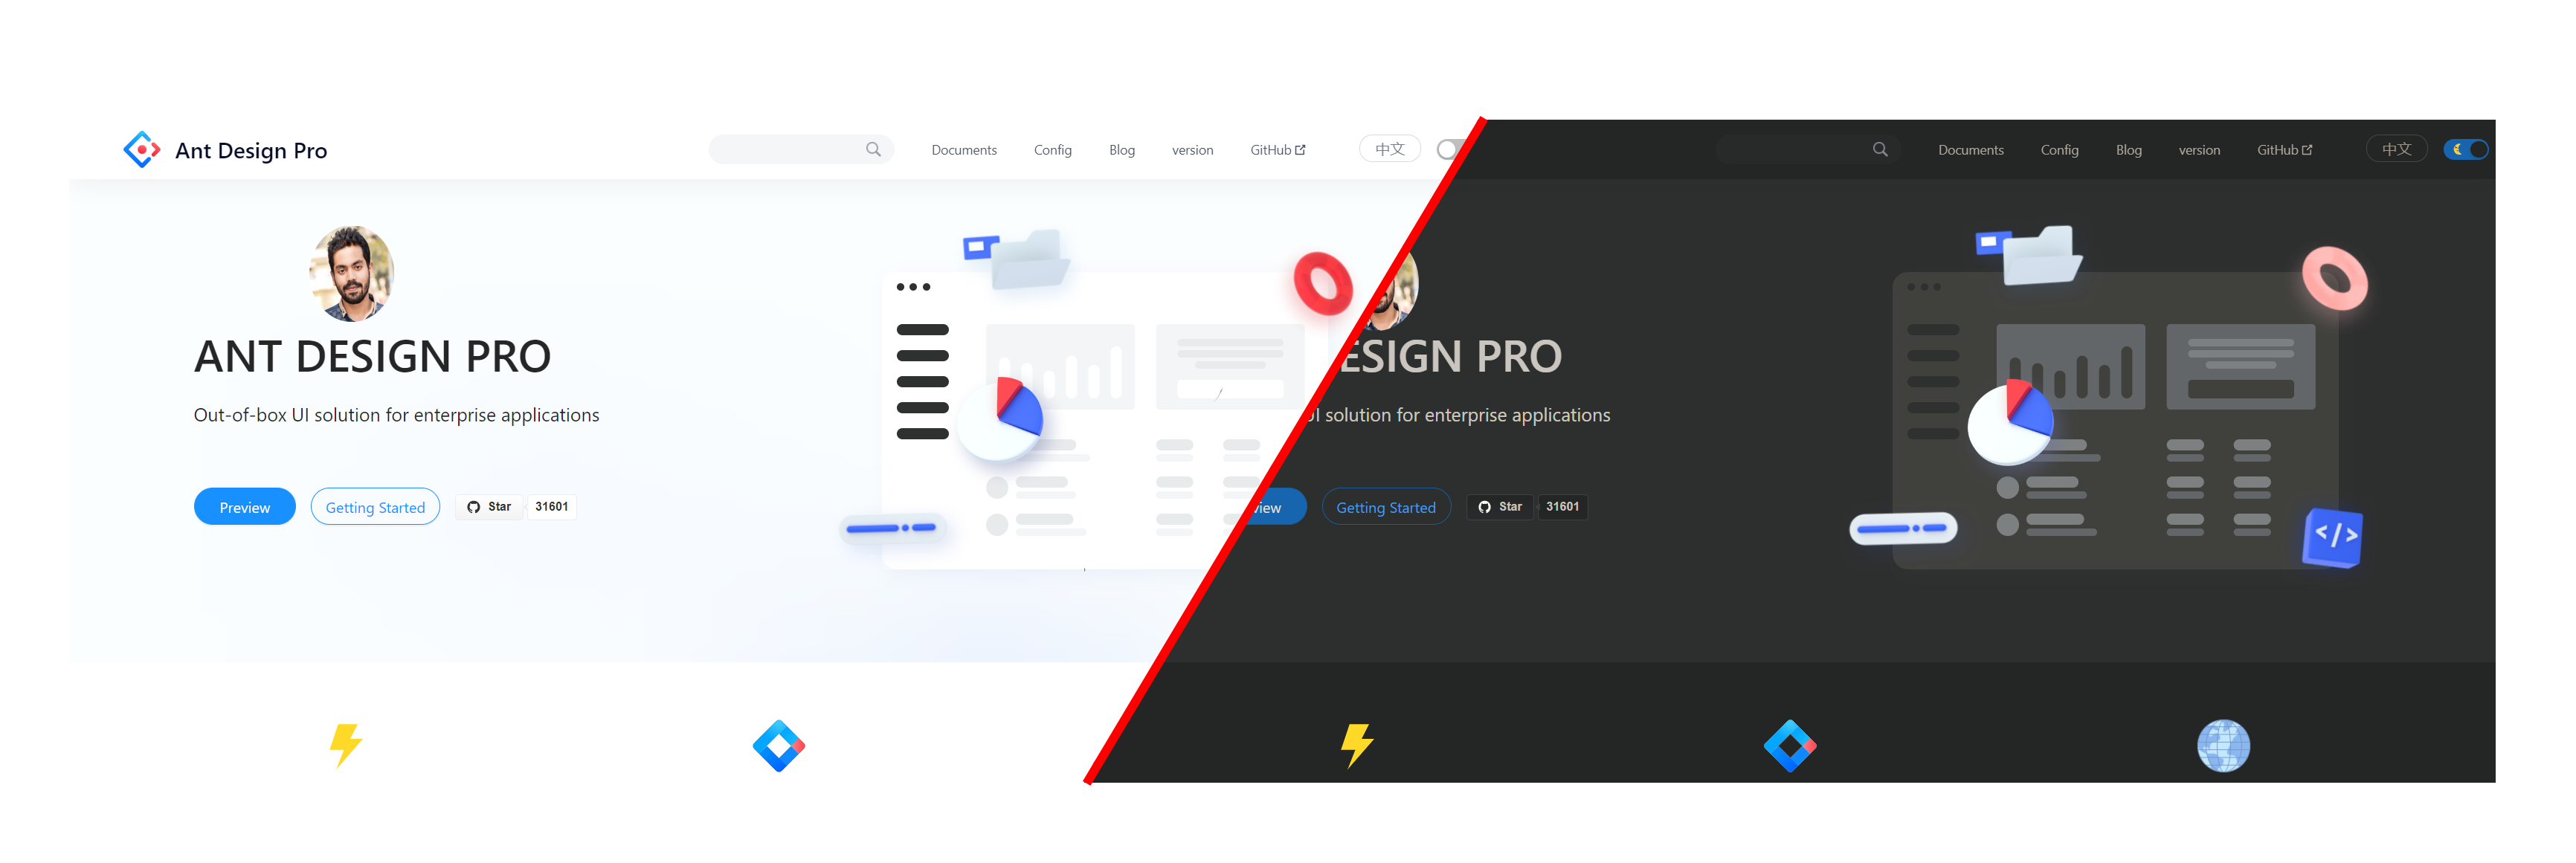 Ant Design Pro
Documents Config Blog version GitHub 中文
ANT DESIGN PRO
Out-of-box UI solution for enterprise applications
Preview Getting Started Star 31601
Documents Config Blog version GitHub 中文
ESIGN PRO
UI solution for enterprise applications
view Getting Started Star 31601
</>